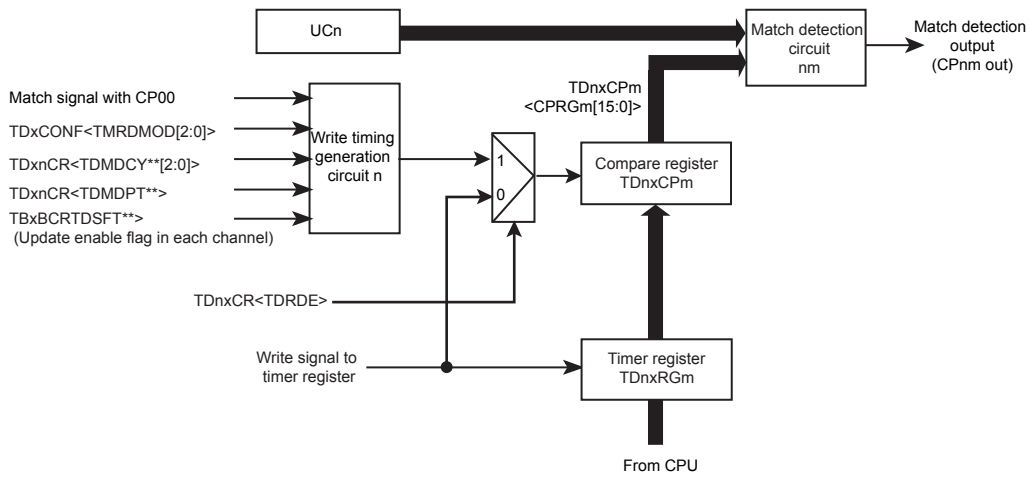 UCn
Match detection
circuit
nm
Match detection
output
(CPnm out)
TDnxCPm
<CPRGm[15:0]>
Match signal with CP00
TDxCONF<TMRDMOD[2:0]>
TDxnCR<TDMDCY**[2:0]>
TDxnCR<TDMDPT**>
TBxBCRTDSFT**>
(Update enable flag in each channel)
Write timing
generation
circuit n
1
0
Compare register
TDnxCPm
TDnxCR<TDRDE>
Write signal to
timer register
Timer register
TDnxRGm
From CPU